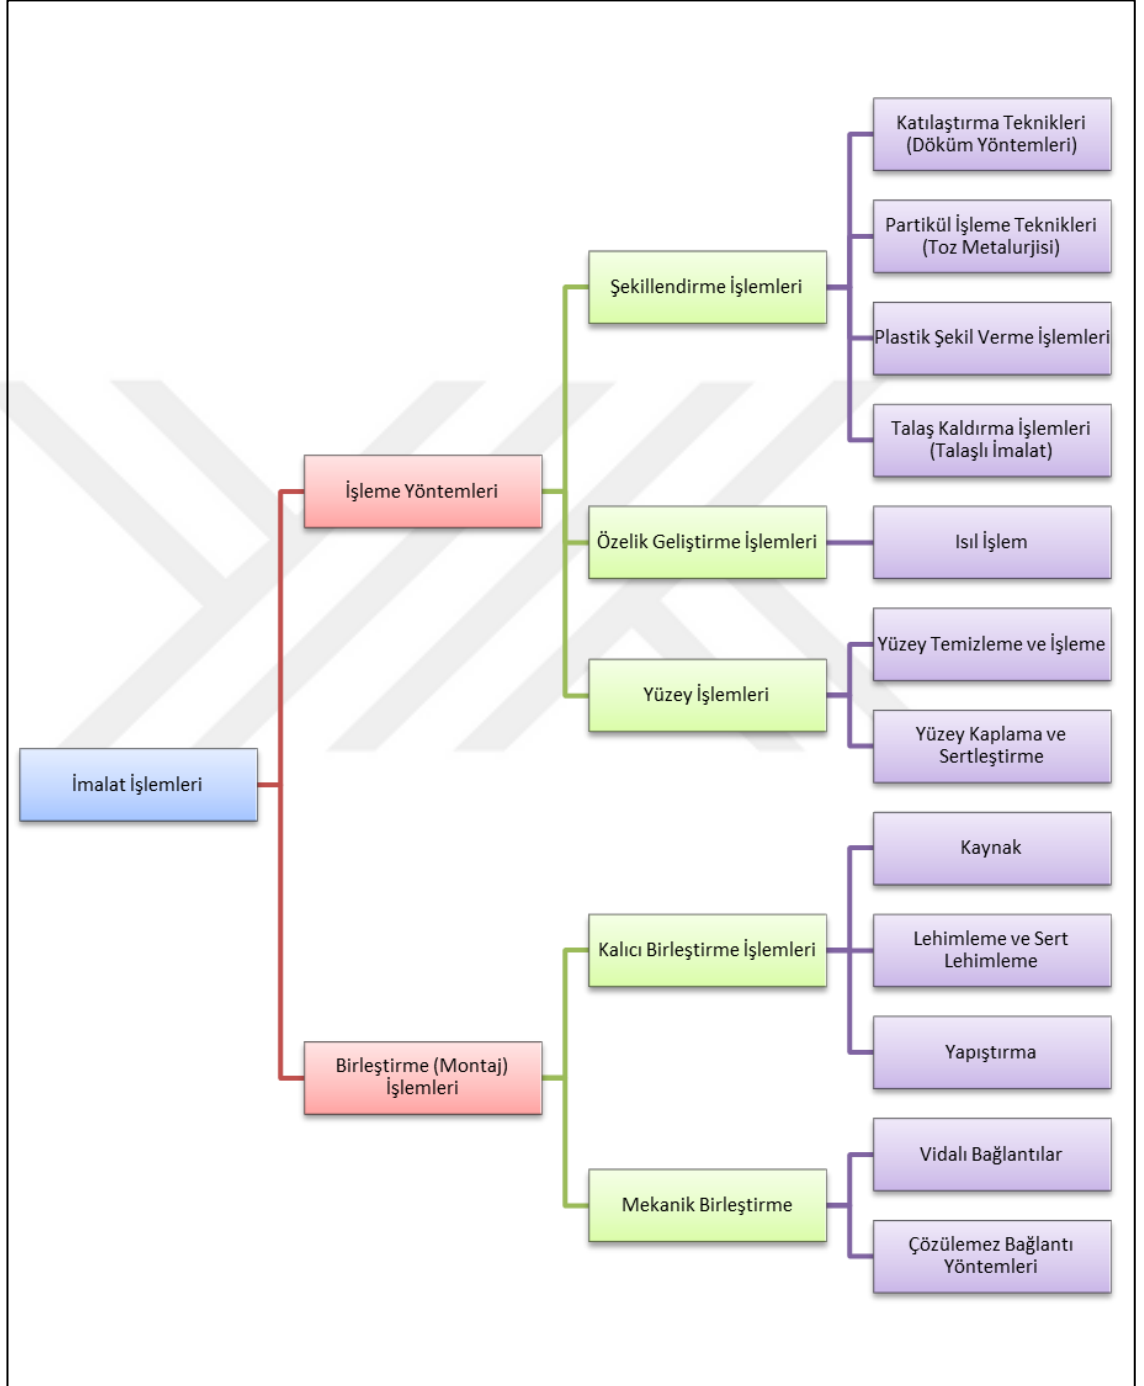 Katılaştırma Teknikleri
(Döküm Yöntemleri)
Partikül İşleme Teknikleri
(Toz Metalurjisi)
Şekillendirme İşlemleri
Plastik Şekil Verme İşlemleri
Talaş Kaldırma İşlemleri
(Talaşlı İmalat)
İşleme Yöntemleri
Özelik Geliştirme İşlemleri
Isıl İşlem
Yüzey Temizleme ve İşleme
Yüzey İşlemleri
Yüzey Kaplama ve
Sertleştirme
İmalat İşlemleri
Kaynak
Kalıcı Birleştirme İşlemleri
Lehimleme ve Sert
Lehimleme
Yapıştırma
Birleştirme (Montaj)
İşlemleri
Vidalı Bağlantılar
Mekanik Birleştirme
Çözülemez Bağlantı
Yöntemleri